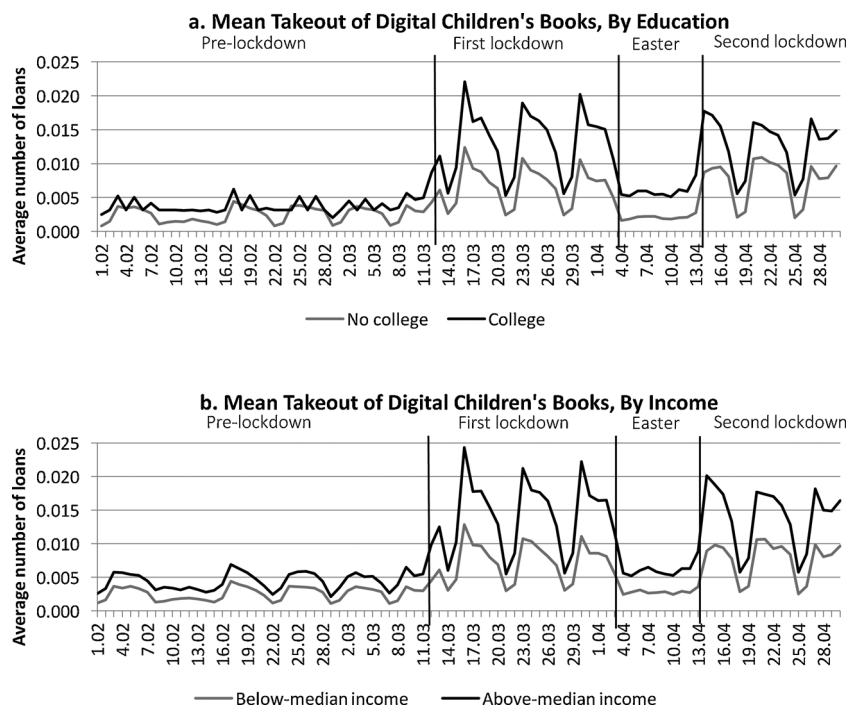 a. Mean Takeout of Digital Children's Books, By Education
Pre-lockdown First lockdown Easter Second lockdown
Average number of loans
0.025
0.020
0.015
0.010
0.005
0.000
1.02 4.02 7.02 10.02 13.02 16.02 19.02 22.02 25.02 28.02 2.03 5.03 8.03 11.03 14.03 17.03 20.03 23.03 26.03 29.03 1.04 4.04 7.04 10.04 13.04 16.04 19.04 22.04 25.04 28.04
No college College
b. Mean Takeout of Digital Children's Books, By Income
Pre-lockdown First lockdown Easter Second lockdown
Average number of loans
0.025
0.020
0.015
0.010
0.005
0.000
1.02 4.02 7.02 10.02 13.02 16.02 19.02 22.02 25.02 28.02 2.03 5.03 8.03 11.03 14.03 17.03 20.03 23.03 26.03 29.03 1.04 4.04 7.04 10.04 13.04 16.04 19.04 22.04 25.04 28.04
Below-median income Above-median income